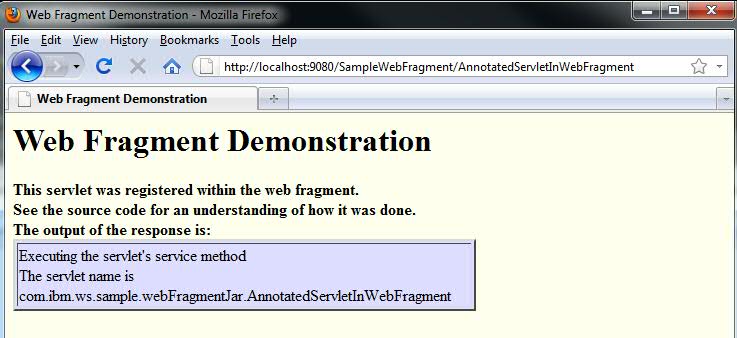 Web Fragment Demonstration - Mozilla Firefox
File Edit View History Bookmarks Tools Help
http://localhost:9080/SampleWebFragment/AnnotatedServletInWebFragment
Web Fragment Demonstration
Web Fragment Demonstration
This servlet was registered within the web fragment.
See the source code for an understanding of how it was done.
The output of the response is:
Executing the servlet's service method
The servlet name is
com.ibm.ws.sample.webFragmentJar.AnnotatedServletInWebFragment